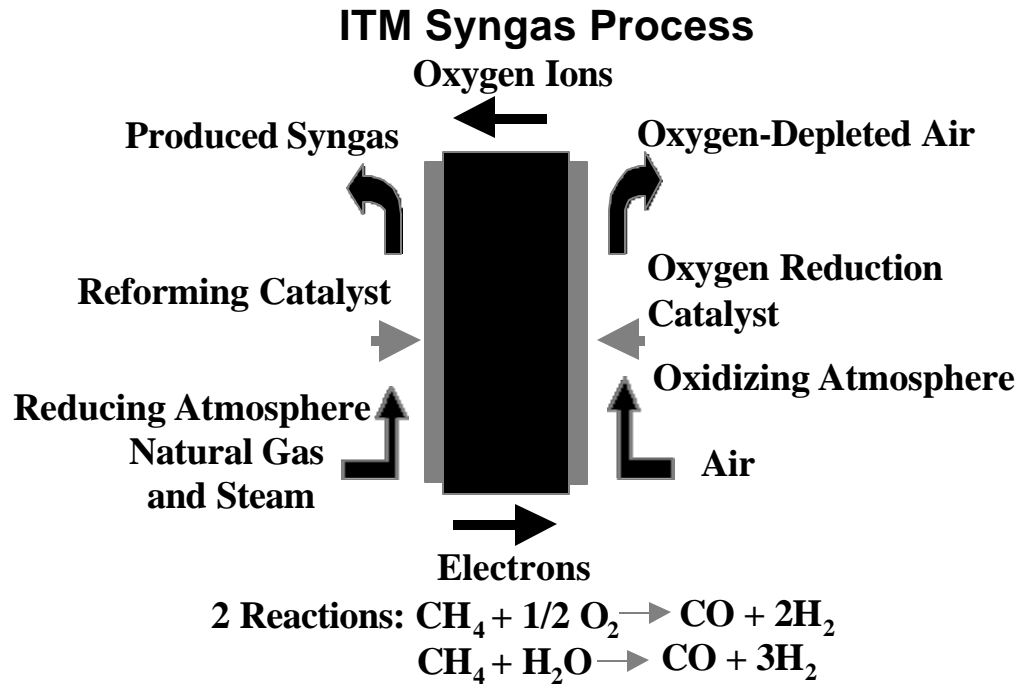 ITM Syngas Process
Oxygen Ions
Produced Syngas
Oxygen-Depleted Air
Reforming Catalyst
Oxygen Reduction
Catalyst
Oxidizing Atmosphere
Reducing Atmosphere
Natural Gas
and Steam
Air
Electrons
2 Reactions: CH₄ + 1/2 O₂ → CO + 2H₂
CH₄ + H₂O → CO + 3H₂